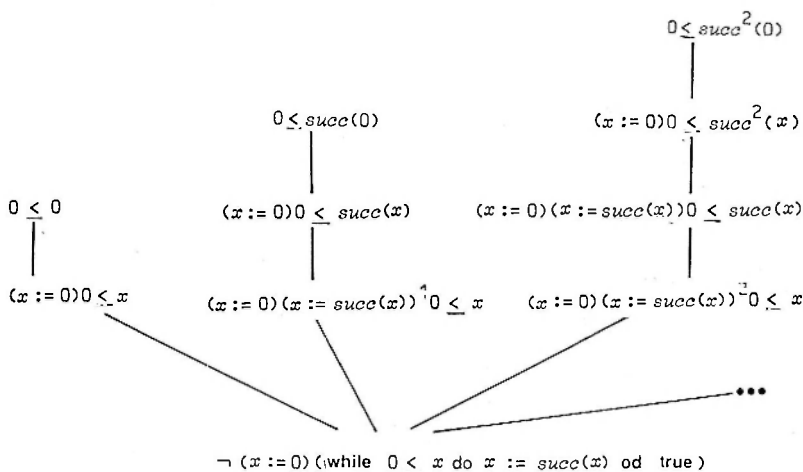 0 ≤ succ²(0)
0 ≤ succ(0) (x := 0)0 ≤ succ²(x)
0 ≤ 0 (x := 0)0 ≤ succ(x) (x := 0)(x := succ(x))0 ≤ succ(x)
(x := 0)0 ≤ x (x := 0)(x := succ(x))¹0 ≤ x (x := 0)(x := succ(x))²0 ≤ x
•••
¬ (x := 0)(while 0 < x do x := succ(x) od true)